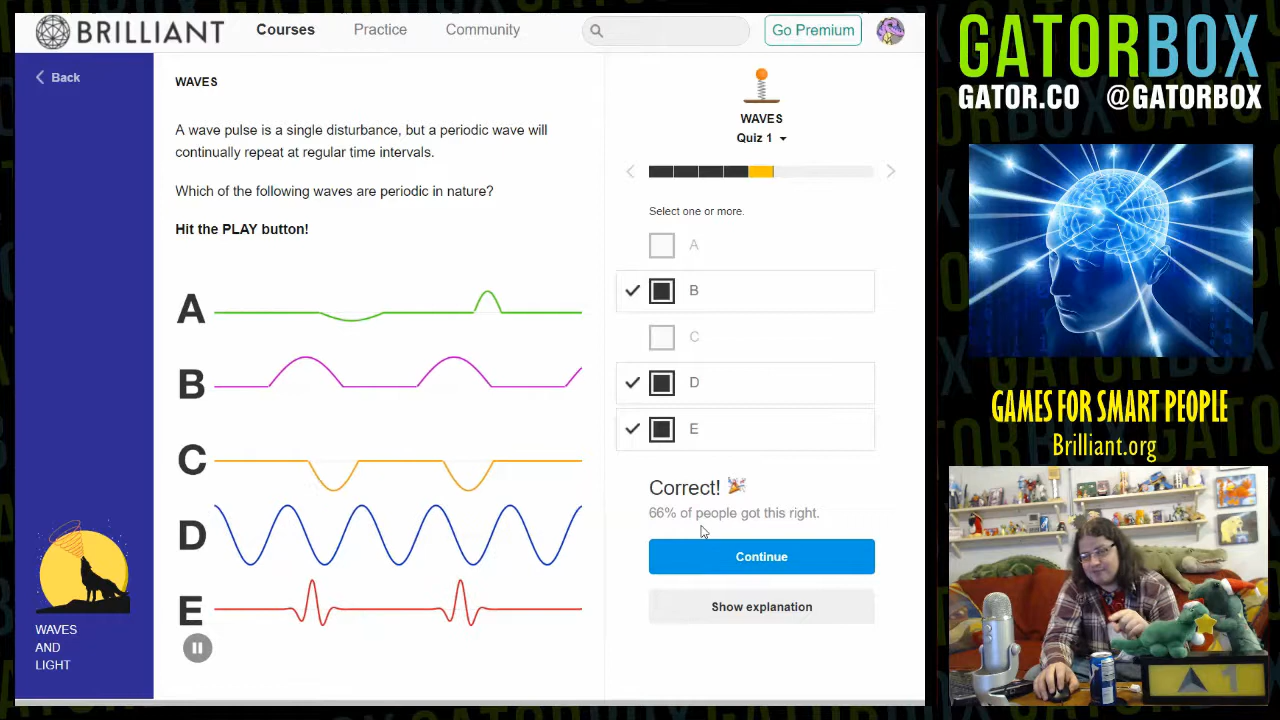 BRILLIANT
Courses
Practice
Community
Go Premium
GATORBOX
GATOR.CO @GATORBOX
Back
WAVES
A wave pulse is a single disturbance, but a periodic wave will
continually repeat at regular time intervals.
Which of the following waves are periodic in nature?
Hit the PLAY button!
A
B
C
D
E
WAVES
AND
LIGHT
WAVES
Quiz 1
Select one or more.
A
B
C
D
E
Correct!
66% of people got this right.
Continue
Show explanation
GAMES FOR SMART PEOPLE
Brilliant.org
1